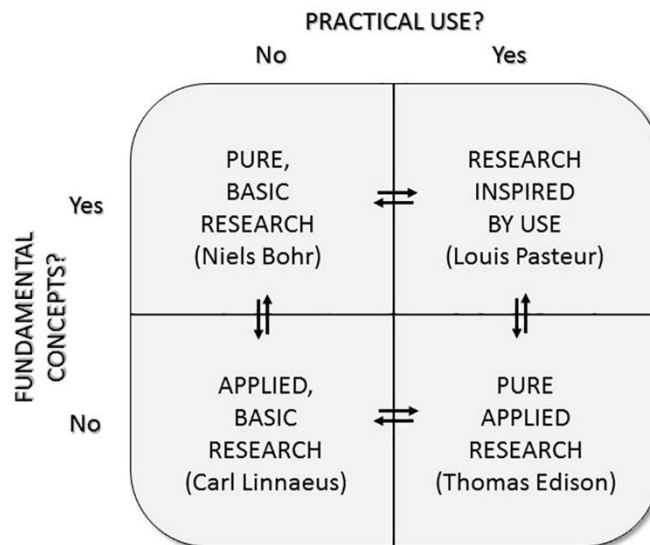 PRACTICAL USE?
No
Yes
FUNDAMENTAL
CONCEPTS?
Yes
PURE,
BASIC
RESEARCH
(Niels Bohr)
RESEARCH
INSPIRED
BY USE
(Louis Pasteur)
No
APPLIED,
BASIC
RESEARCH
(Carl Linnaeus)
PURE
APPLIED
RESEARCH
(Thomas Edison)